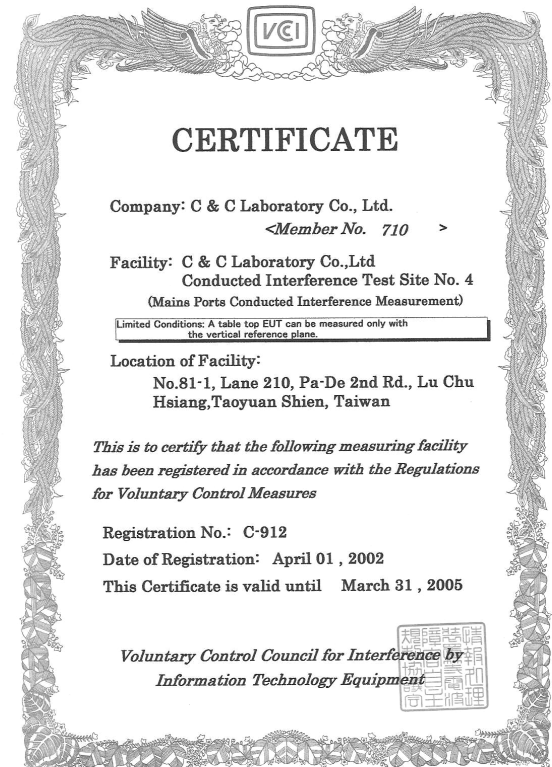 VCCI
CERTIFICATE
Company: C & C Laboratory Co., Ltd.
<Member No. 710 >
Facility: C & C Laboratory Co.,Ltd
Conducted Interference Test Site No. 4
(Mains Ports Conducted Interference Measurement)
Limited Conditions: A table top EUT can be measured only with
the vertical reference plane.
Location of Facility:
No.81-1, Lane 210, Pa-De 2nd Rd., Lu Chu
Hsiang,Taoyuan Shien, Taiwan
This is to certify that the following measuring facility
has been registered in accordance with the Regulations
for Voluntary Control Measures
Registration No.: C-912
Date of Registration: April 01 , 2002
This Certificate is valid until March 31 , 2005
Voluntary Control Council for Interference by
Information Technology Equipment